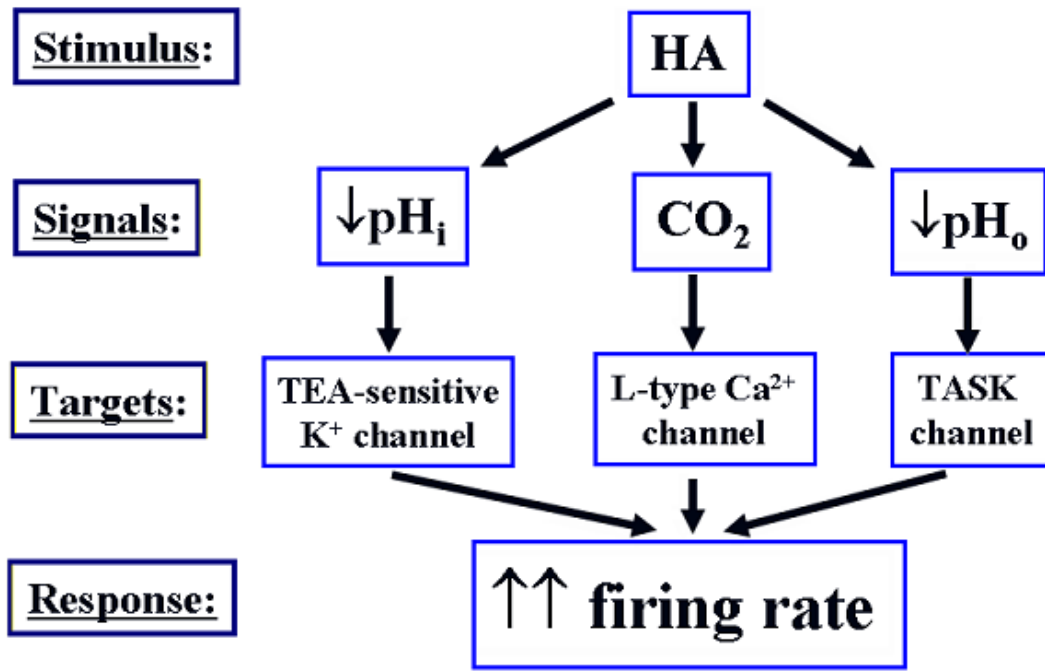 Stimulus:
HA
Signals:
↓pHᵢ
CO₂
↓pHₒ
Targets:
TEA-sensitive
K⁺ channel
L-type Ca²⁺
channel
TASK
channel
Response:
↑↑ firing rate